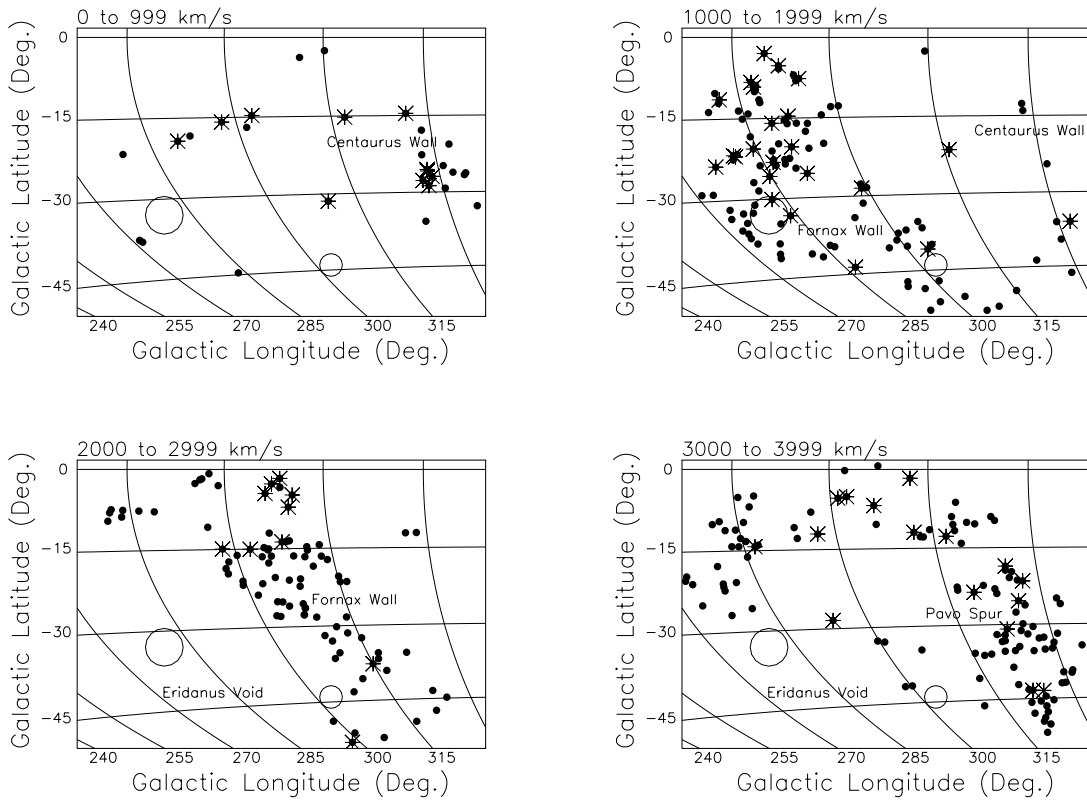 0 to 999 km/s
0
-15
-30
-45
Galactic Latitude (Deg.)
Centaurus Wall
240 255 270 285 300 315
Galactic Longitude (Deg.)
1000 to 1999 km/s
0
-15
-30
-45
Galactic Latitude (Deg.)
Centaurus Wall
Fornax Wall
240 255 270 285 300 315
Galactic Longitude (Deg.)
2000 to 2999 km/s
0
-15
-30
-45
Galactic Latitude (Deg.)
Fornax Wall
Eridanus Void
240 255 270 285 300 315
Galactic Longitude (Deg.)
3000 to 3999 km/s
0
-15
-30
-45
Galactic Latitude (Deg.)
Pavo Spur
Eridanus Void
240 255 270 285 300 315
Galactic Longitude (Deg.)